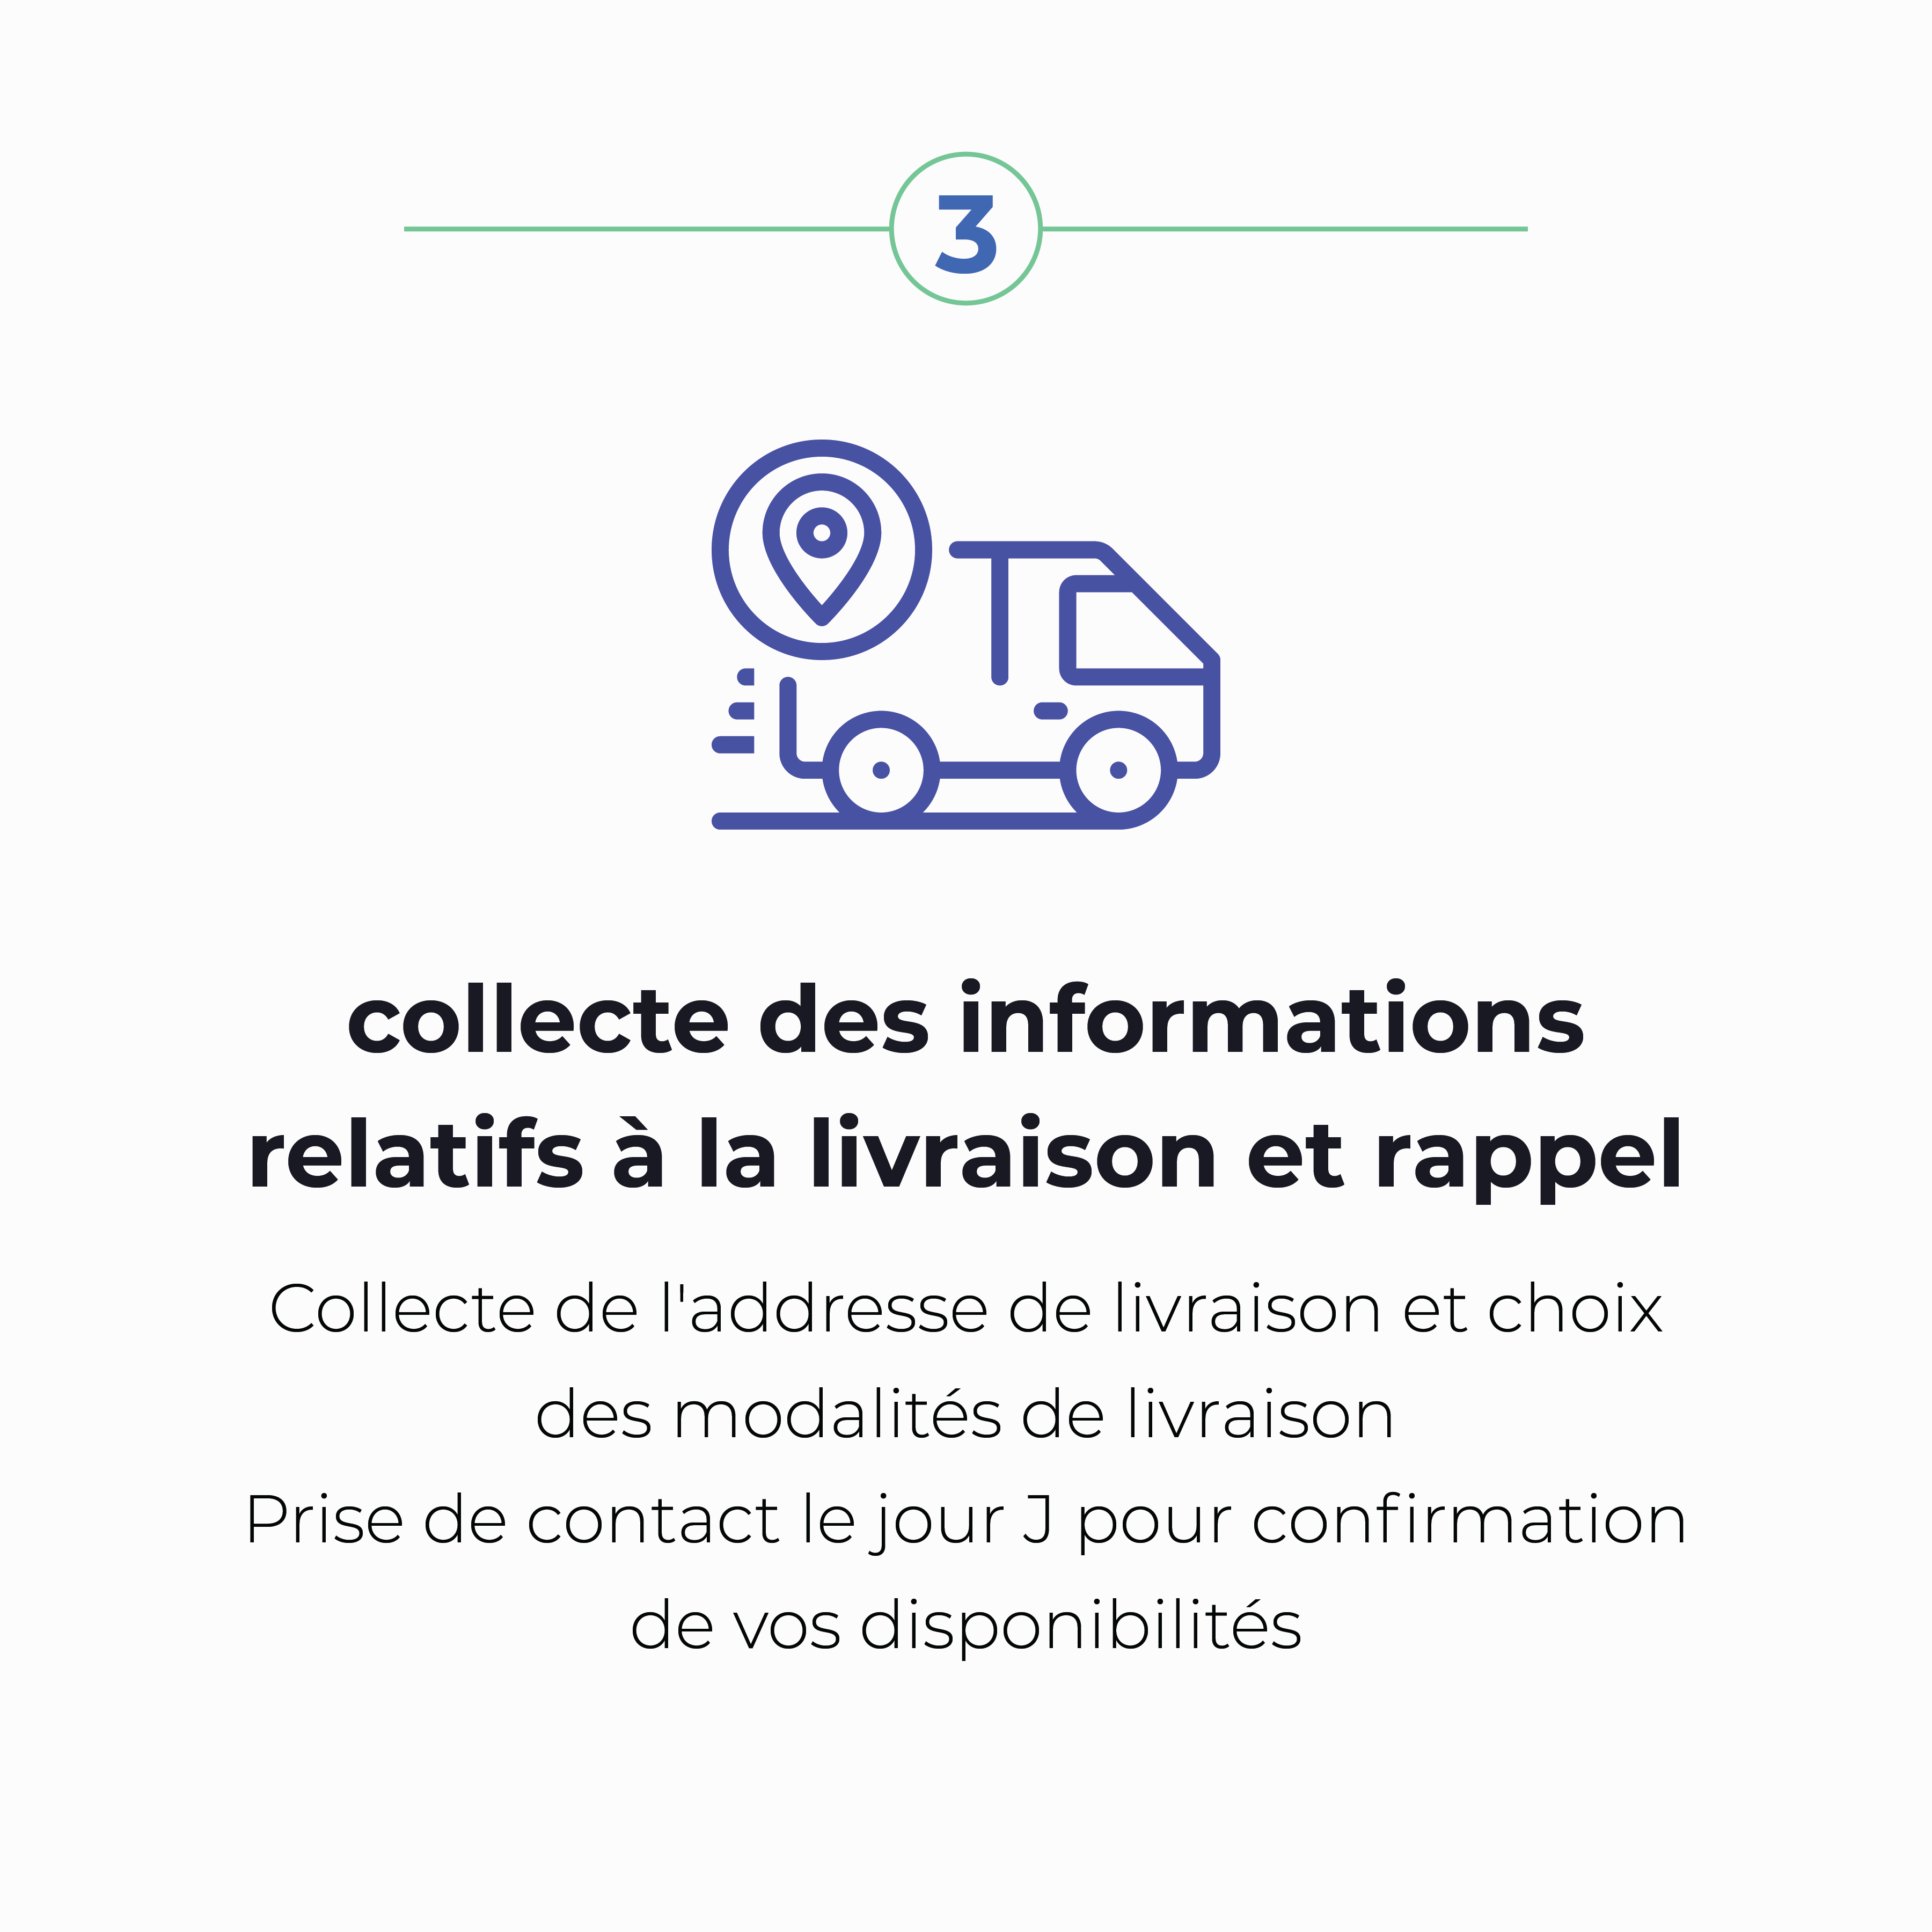 3
collecte des informations
relatifs à la livraison et rappel
Collecte de l'addresse de livraison et choix
des modalités de livraison
Prise de contact le jour J pour confirmation
de vos disponibilités